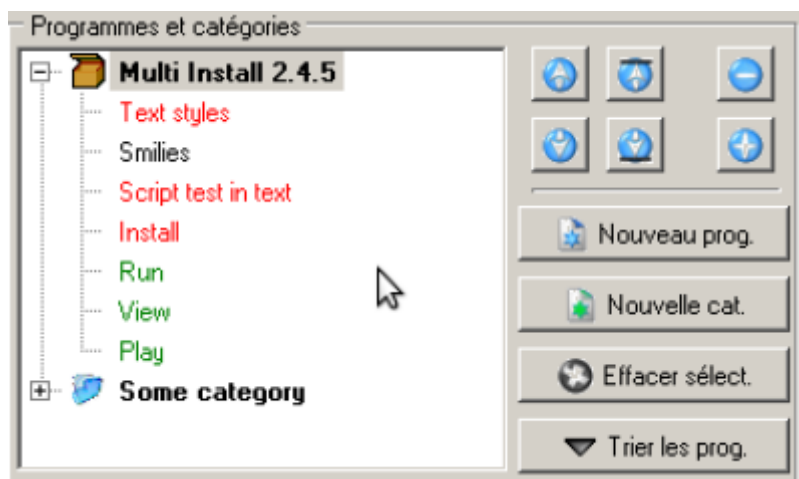 Programmes et catégories
Multi Install 2.4.5
Text styles
Smilies
Script test in text
Install
Run
View
Play
Some category
Nouveau prog.
Nouvelle cat.
Effacer sélect.
Trier les prog.